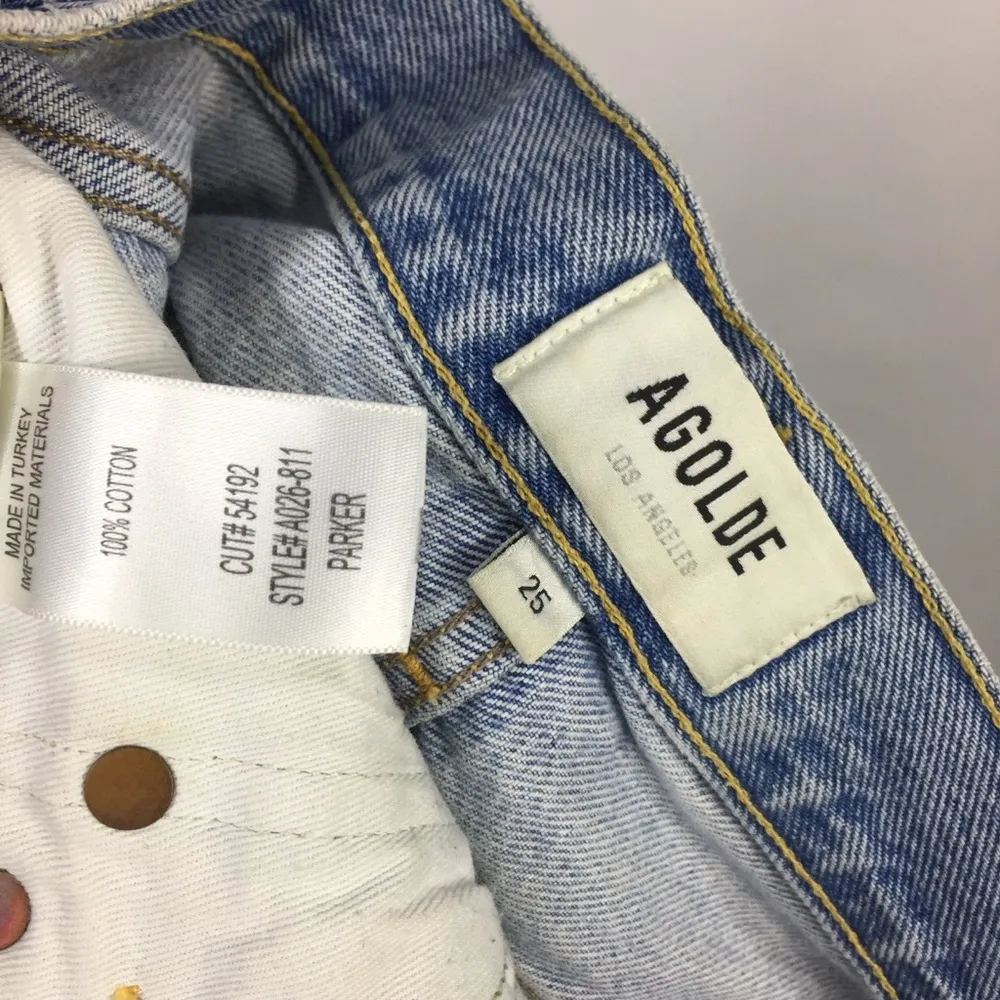 AGOLDE
LOS ANGELES
25
MADE IN TURKEY
IMPORTED MATERIALS
100% COTTON
CUT# 54192
STYLE# A026-811
PARKER